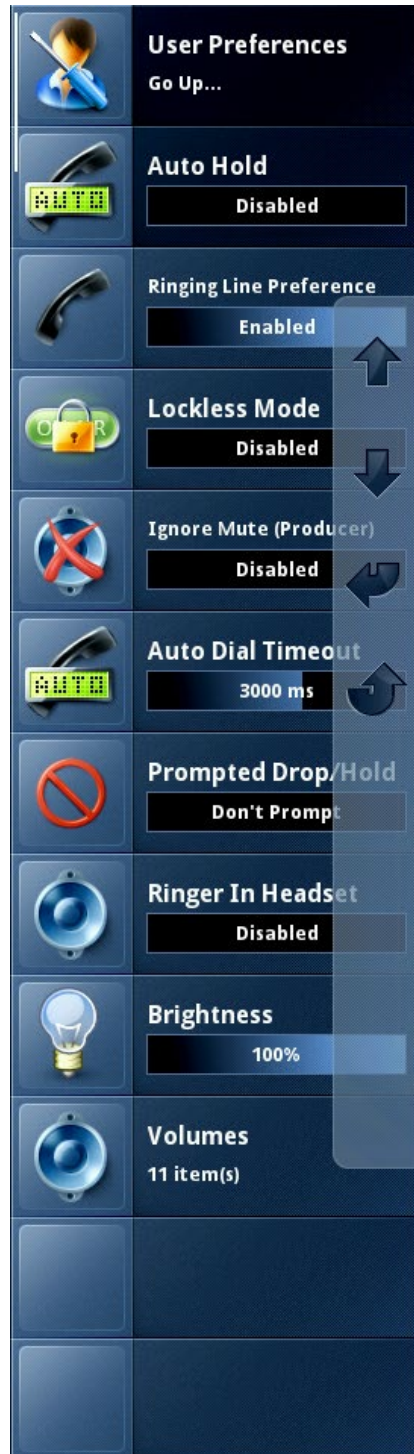 User Preferences
Go Up...
Auto Hold
AUTO
Disabled
Ringing Line Preference
Enabled
Lockless Mode
Disabled
Ignore Mute (Producer)
Disabled
Auto Dial Timeout
AUTO
3000 ms
Prompted Drop/Hold
Don't Prompt
Ringer In Headset
Disabled
Brightness
100%
Volumes
11 item(s)